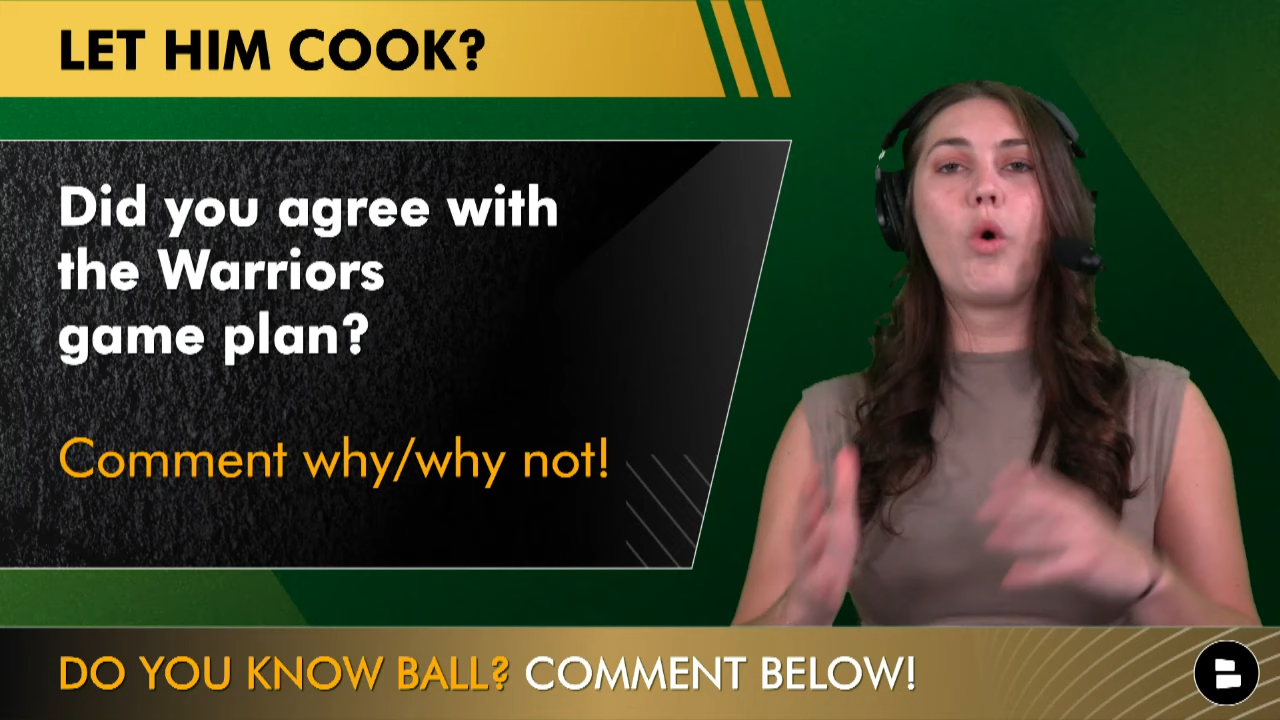 LET HIM COOK?
Did you agree with
the Warriors
game plan?
Comment why/why not!
DO YOU KNOW BALL? COMMENT BELOW!